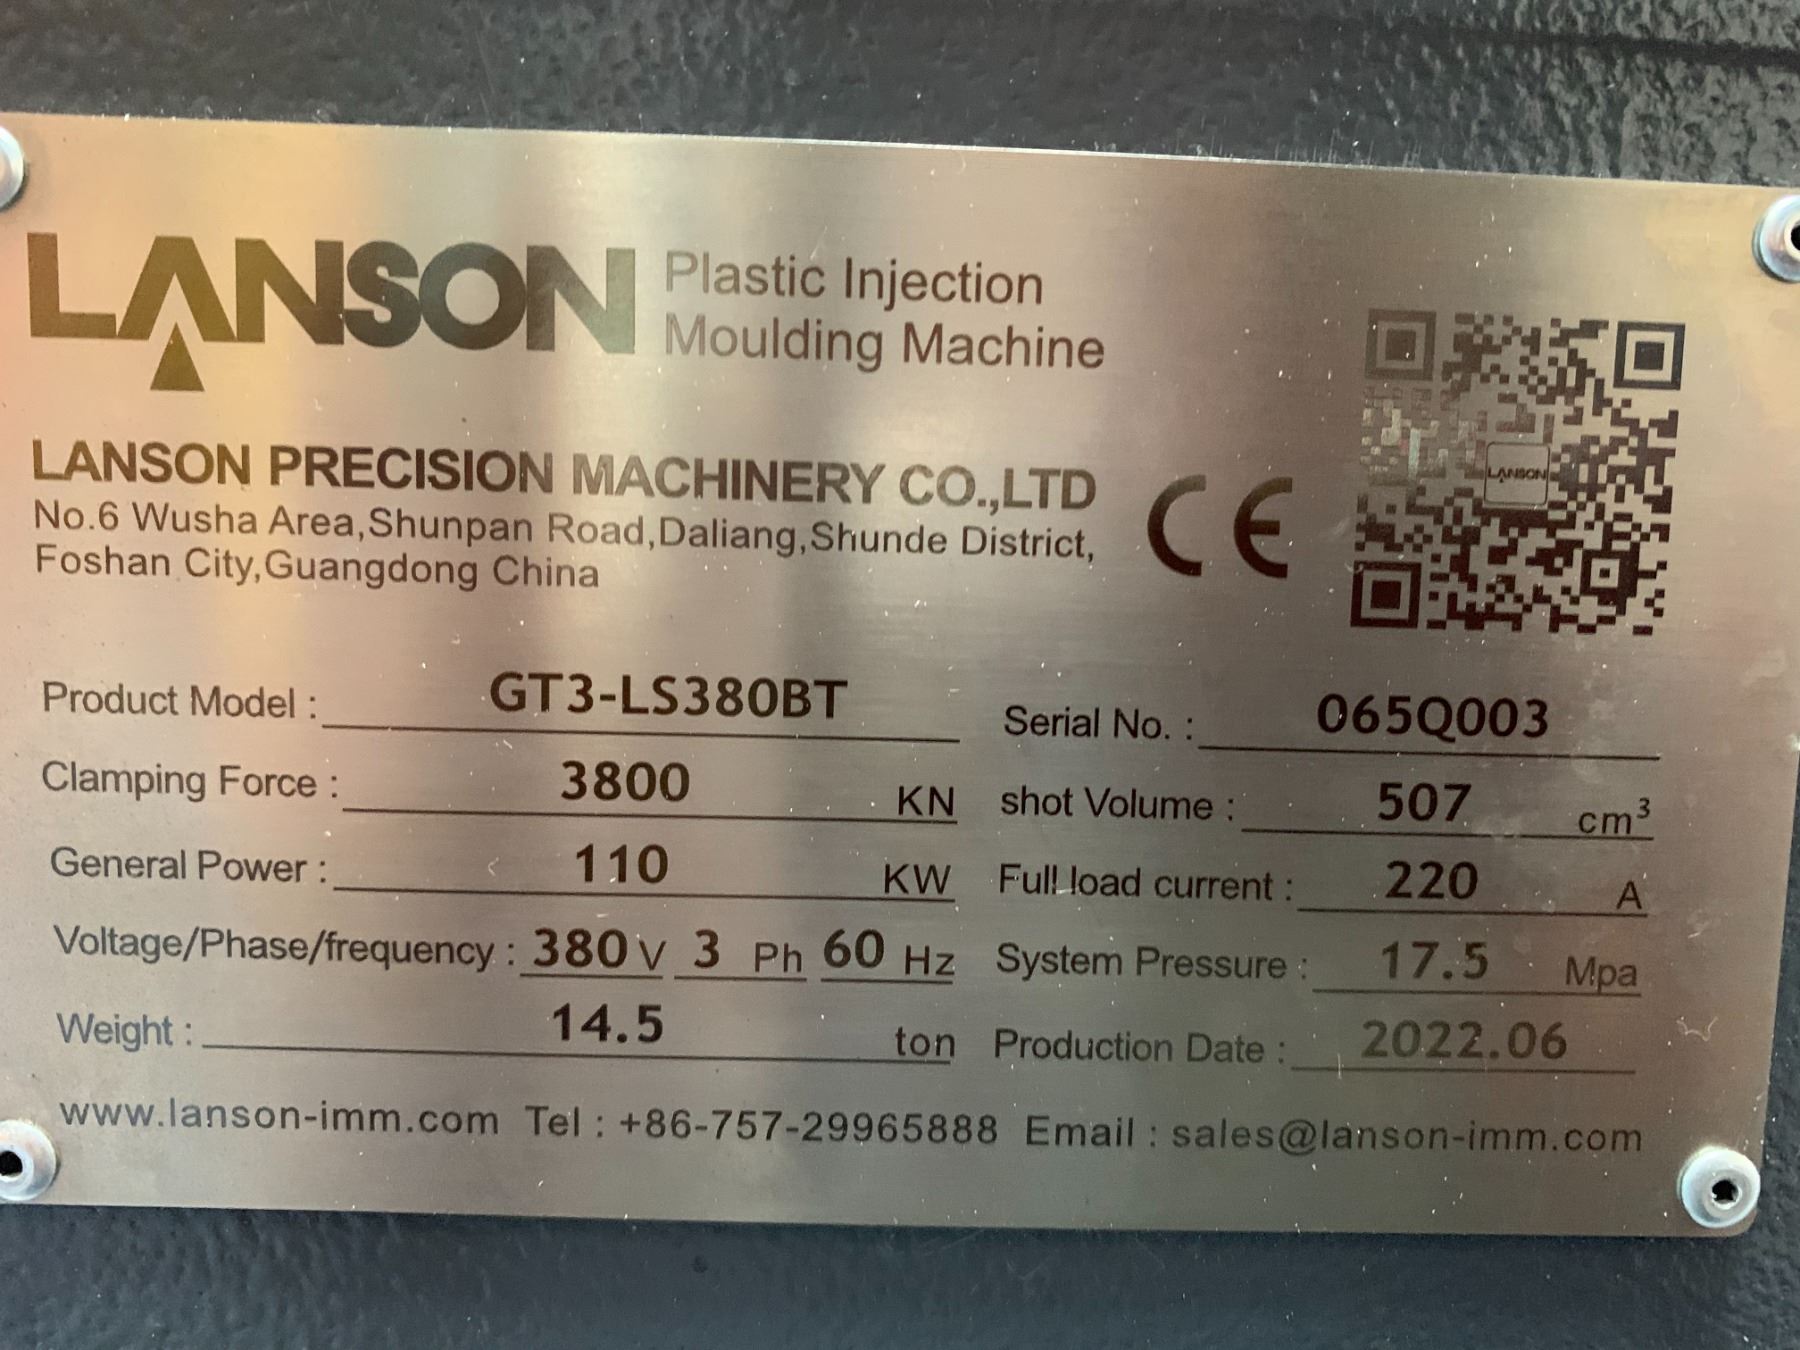 LANSON Plastic Injection
Moulding Machine
LANSON PRECISION MACHINERY CO.,LTD
No.6 Wusha Area,Shunpan Road,Daliang,Shunde District,
Foshan City,Guangdong China
CE
LANSON
Product Model : GT3-LS380BT
Serial No. : 065Q003
Clamping Force : 3800 KN
shot Volume : 507 cm³
General Power : 110 KW
Full load current : 220 A
Voltage/Phase/frequency : 380 V 3 Ph 60 Hz
System Pressure : 17.5 Mpa
Weight : 14.5 ton
Production Date : 2022.06
www.lanson-imm.com Tel : +86-757-29965888 Email : sales@lanson-imm.com